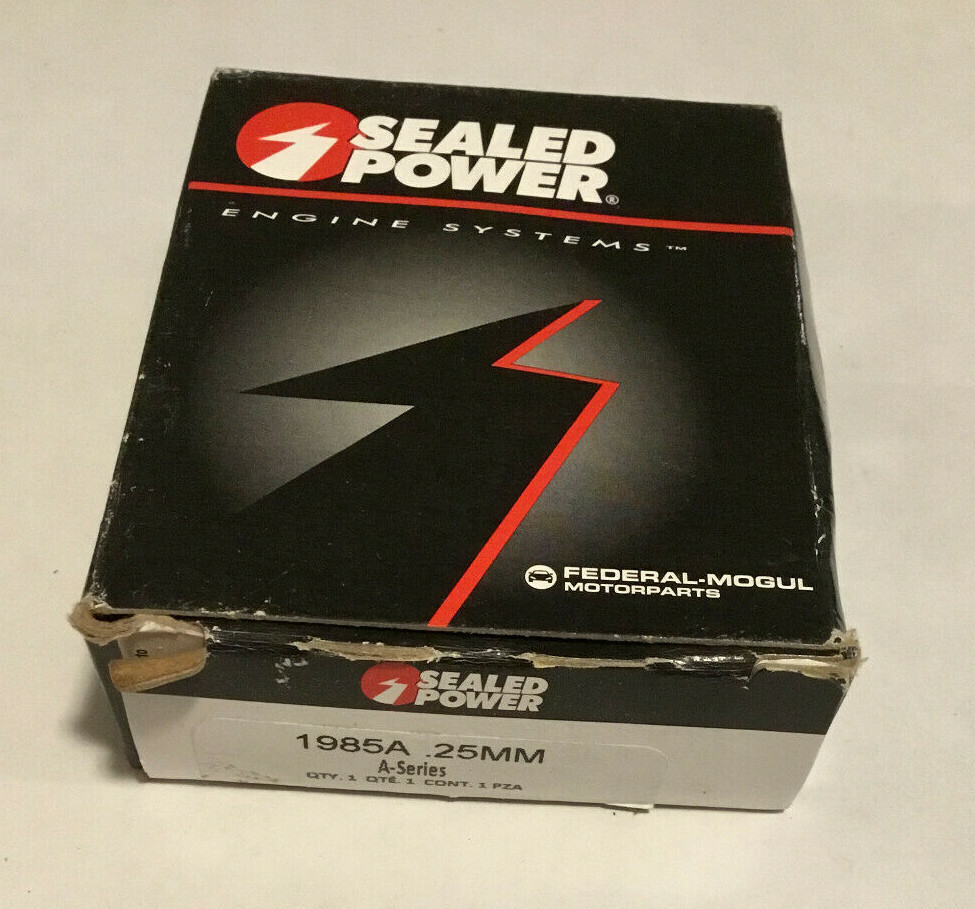 SEALED
POWER®
ENGINE SYSTEMS™
FEDERAL-MOGUL
MOTORPARTS
SEALED
POWER
1985A .25MM
A-Series
QTY. 1 QTÉ. 1 CONT. 1 PZA